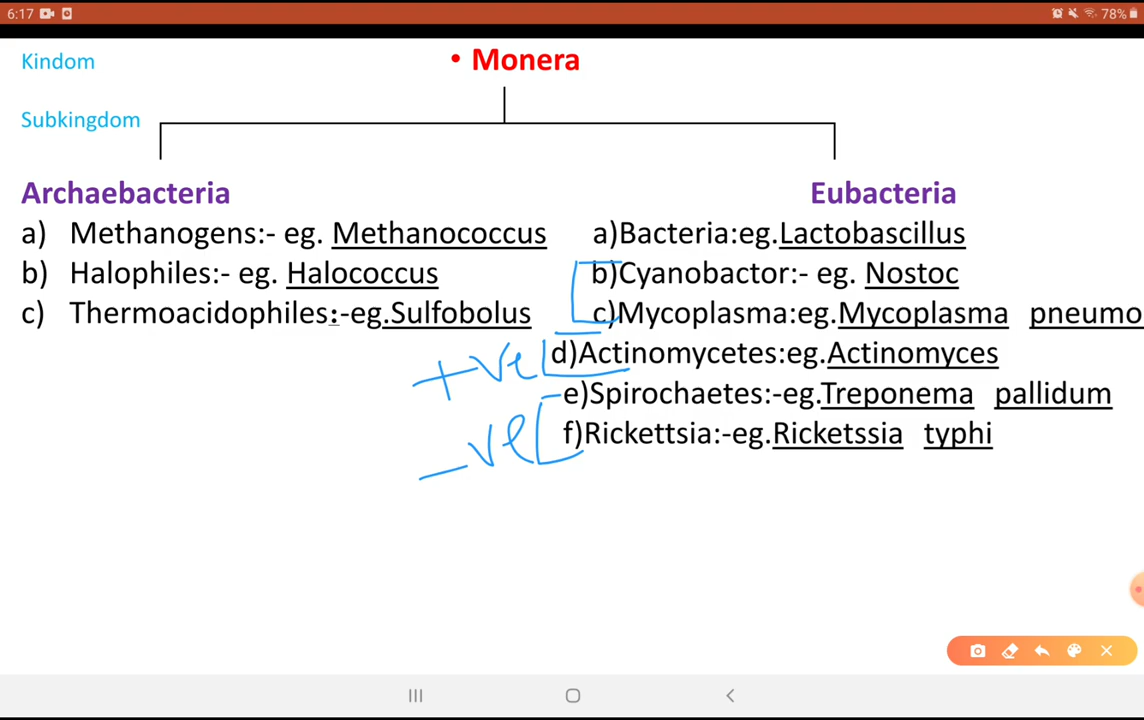 6:17 78%
Kindom
• Monera
Subkingdom
Archaebacteria
a) Methanogens:- eg. Methanococcus
b) Halophiles:- eg. Halococcus
c) Thermoacidophiles:-eg.Sulfobolus
Eubacteria
a)Bacteria:eg.Lactobascillus
b)Cyanobactor:- eg. Nostoc
c)Mycoplasma:eg.Mycoplasma pneumo
d)Actinomycetes:eg.Actinomyces
e)Spirochaetes:-eg.Treponema pallidum
f)Rickettsia:-eg.Ricketssia typhi
+ve
-ve